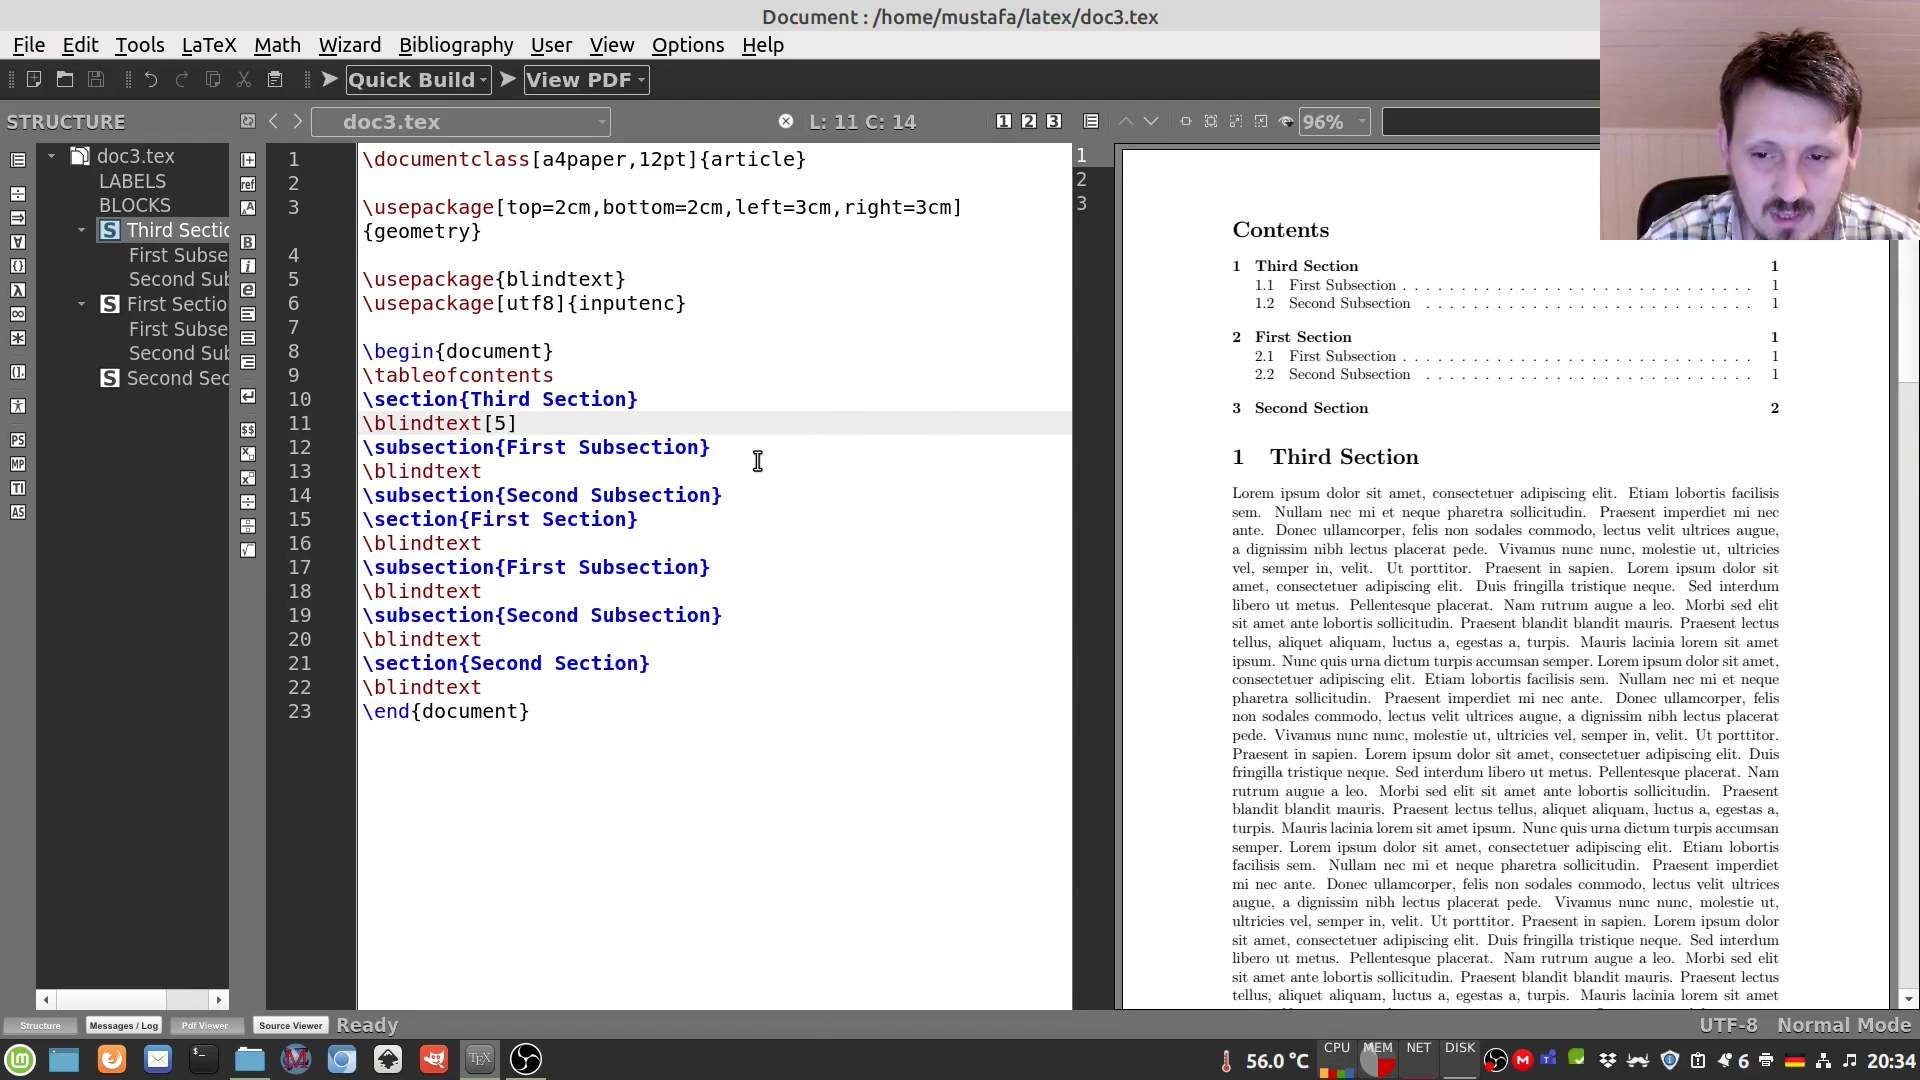 Document : /home/mustafa/latex/doc3.tex
File Edit Tools LaTeX Math Wizard Bibliography User View Options Help
Quick Build View PDF
STRUCTURE
doc3.tex
L: 11 C: 14
1 2 3
96%
doc3.tex
LABELS
BLOCKS
Third Sectio
First Subse
Second Sub
First Sectio
First Subse
Second Sub
Second Sec
1 \documentclass[a4paper,12pt]{article}
2
3 \usepackage[top=2cm,bottom=2cm,left=3cm,right=3cm]
{geometry}
4
5 \usepackage{blindtext}
6 \usepackage[utf8]{inputenc}
7
8 \begin{document}
9 \tableofcontents
10 \section{Third Section}
11 \blindtext[5]
12 \subsection{First Subsection}
13 \blindtext
14 \subsection{Second Subsection}
15 \section{First Section}
16 \blindtext
17 \subsection{First Subsection}
18 \blindtext
19 \subsection{Second Subsection}
20 \blindtext
21 \section{Second Section}
22 \blindtext
23 \end{document}
1
2
3
Contents
1 Third Section 1
1.1 First Subsection . . . . . . . . . . . . . . . . . . . . . . . . . . . . . . 1
1.2 Second Subsection . . . . . . . . . . . . . . . . . . . . . . . . . . . . 1
2 First Section 1
2.1 First Subsection . . . . . . . . . . . . . . . . . . . . . . . . . . . . . . 1
2.2 Second Subsection . . . . . . . . . . . . . . . . . . . . . . . . . . . . 1
3 Second Section 2
1 Third Section
Lorem ipsum dolor sit amet, consectetuer adipiscing elit. Etiam lobortis facilisis
sem. Nullam nec mi et neque pharetra sollicitudin. Praesent imperdiet mi nec
ante. Donec ullamcorper, felis non sodales commodo, lectus velit ultrices augue,
a dignissim nibh lectus placerat pede. Vivamus nunc nunc, molestie ut, ultricies
vel, semper in, velit. Ut porttitor. Praesent in sapien. Lorem ipsum dolor sit
amet, consectetuer adipiscing elit. Duis fringilla tristique neque. Sed interdum
libero ut metus. Pellentesque placerat. Nam rutrum augue a leo. Morbi sed elit
sit amet ante lobortis sollicitudin. Praesent blandit blandit mauris. Praesent lectus
tellus, aliquet aliquam, luctus a, egestas a, turpis. Mauris lacinia lorem sit amet
ipsum. Nunc quis urna dictum turpis accumsan semper. Lorem ipsum dolor sit amet,
consectetuer adipiscing elit. Etiam lobortis facilisis sem. Nullam nec mi et neque
pharetra sollicitudin. Praesent imperdiet mi nec ante. Donec ullamcorper, felis
non sodales commodo, lectus velit ultrices augue, a dignissim nibh lectus placerat
pede. Vivamus nunc nunc, molestie ut, ultricies vel, semper in, velit. Ut porttitor.
Praesent in sapien. Lorem ipsum dolor sit amet, consectetuer adipiscing elit. Duis
fringilla tristique neque. Sed interdum libero ut metus. Pellentesque placerat. Nam
rutrum augue a leo. Morbi sed elit sit amet ante lobortis sollicitudin. Praesent
blandit blandit mauris. Praesent lectus tellus, aliquet aliquam, luctus a, egestas a,
turpis. Mauris lacinia lorem sit amet ipsum. Nunc quis urna dictum turpis accumsan
semper. Lorem ipsum dolor sit amet, consectetuer adipiscing elit. Etiam lobortis
facilisis sem. Nullam nec mi et neque pharetra sollicitudin. Praesent imperdiet
mi nec ante. Donec ullamcorper, felis non sodales commodo, lectus velit ultrices
augue, a dignissim nibh lectus placerat pede. Vivamus nunc nunc, molestie ut,
ultricies vel, semper in, velit. Ut porttitor. Praesent in sapien. Lorem ipsum dolor
sit amet, consectetuer adipiscing elit. Duis fringilla tristique neque. Sed interdum
libero ut metus. Pellentesque placerat. Nam rutrum augue a leo. Morbi sed elit
sit amet ante lobortis sollicitudin. Praesent blandit blandit mauris. Praesent lectus
tellus, aliquet aliquam, luctus a, egestas a, turpis. Mauris lacinia lorem sit amet
Structure Messages / Log Pdf Viewer Source Viewer Ready
UTF-8 Normal Mode
56.0 °C CPU MEM NET DISK 6 20:34